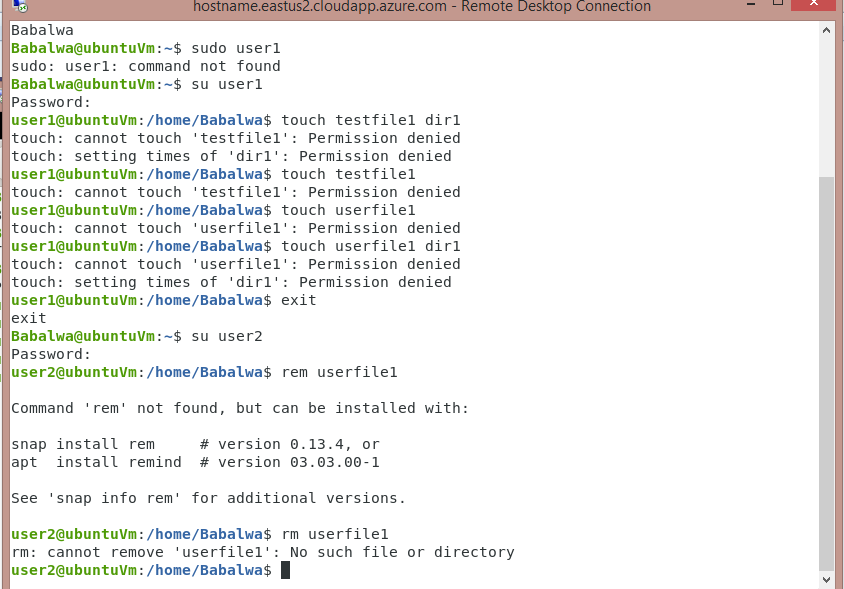 hostname.eastus2.cloudapp.azure.com - Remote Desktop Connection
Babalwa
Babalwa@ubuntuVm:~$ sudo user1
sudo: user1: command not found
Babalwa@ubuntuVm:~$ su user1
Password:
user1@ubuntuVm:/home/Babalwa$ touch testfile1 dir1
touch: cannot touch 'testfile1': Permission denied
touch: setting times of 'dir1': Permission denied
user1@ubuntuVm:/home/Babalwa$ touch testfile1
touch: cannot touch 'testfile1': Permission denied
user1@ubuntuVm:/home/Babalwa$ touch userfile1
touch: cannot touch 'userfile1': Permission denied
user1@ubuntuVm:/home/Babalwa$ touch userfile1 dir1
touch: cannot touch 'userfile1': Permission denied
touch: setting times of 'dir1': Permission denied
user1@ubuntuVm:/home/Babalwa$ exit
exit
Babalwa@ubuntuVm:~$ su user2
Password:
user2@ubuntuVm:/home/Babalwa$ rem userfile1

Command 'rem' not found, but can be installed with:

snap install rem     # version 0.13.4, or
apt  install remind  # version 03.03.00-1

See 'snap info rem' for additional versions.

user2@ubuntuVm:/home/Babalwa$ rm userfile1
rm: cannot remove 'userfile1': No such file or directory
user2@ubuntuVm:/home/Babalwa$